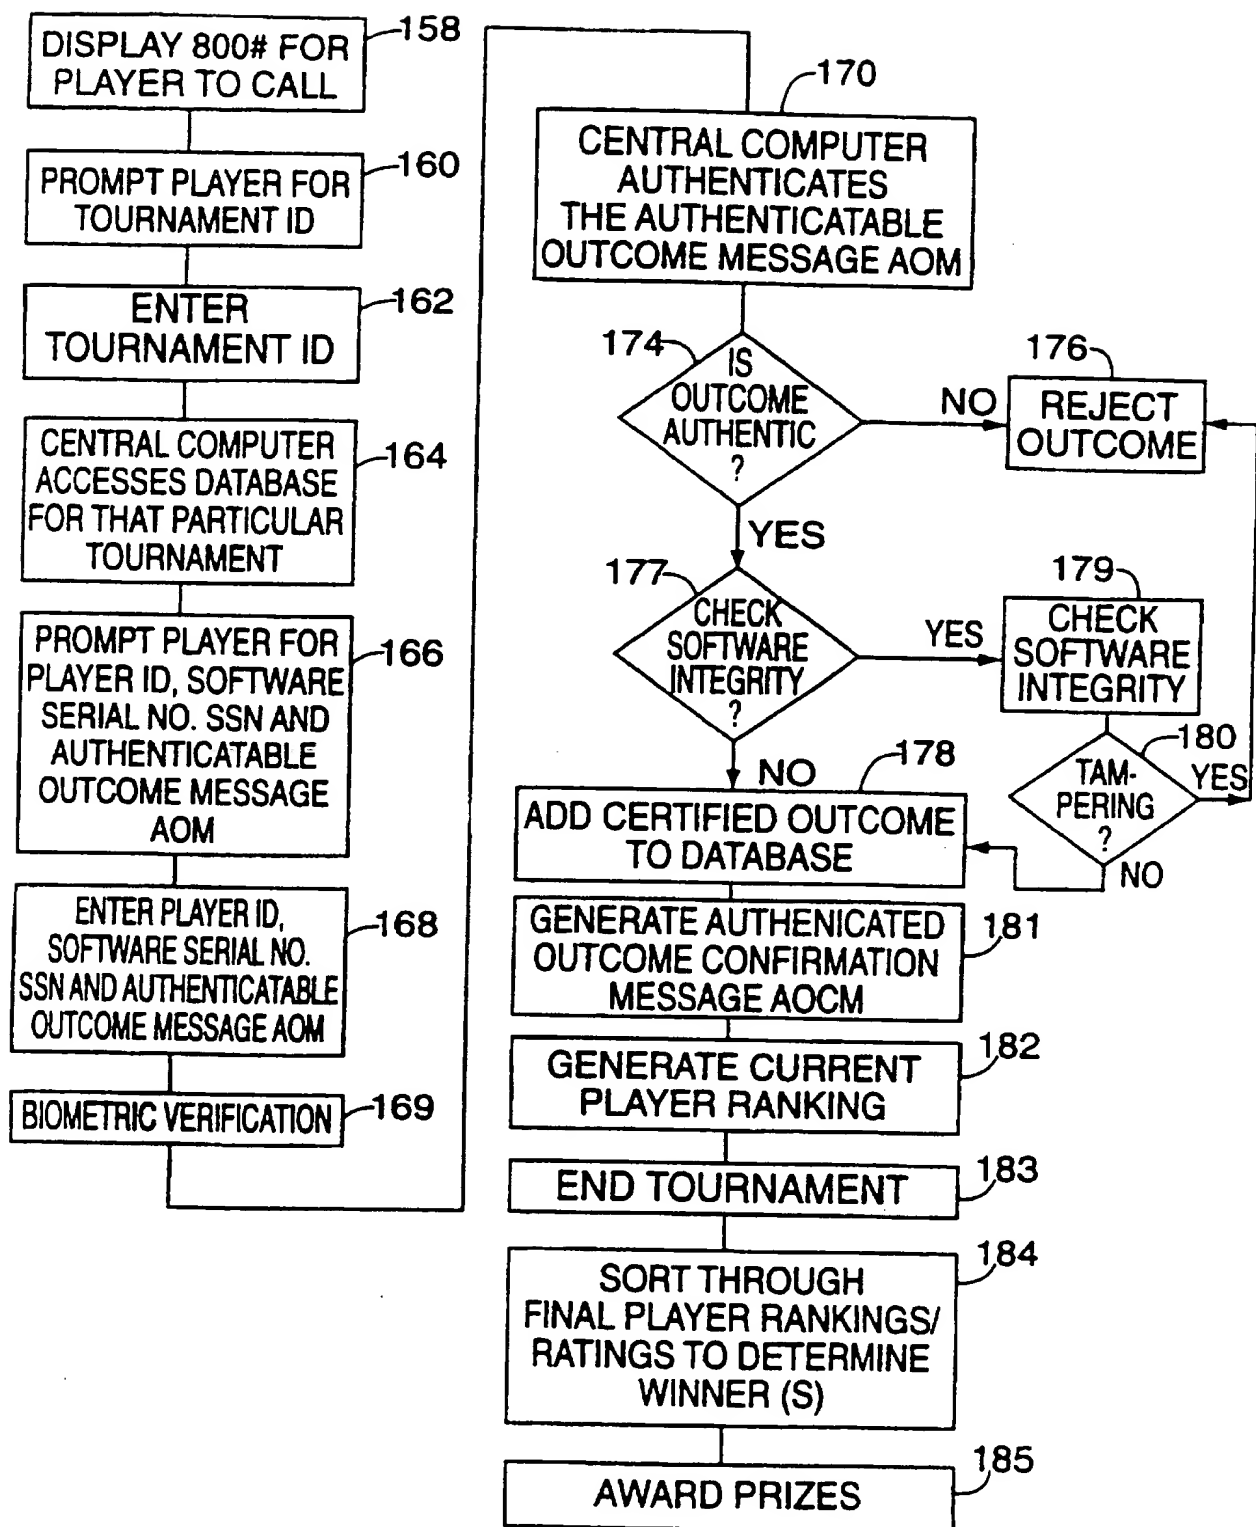 DISPLAY 800# FOR
PLAYER TO CALL
158
PROMPT PLAYER FOR
TOURNAMENT ID
160
ENTER
TOURNAMENT ID
162
CENTRAL COMPUTER
ACCESSES DATABASE
FOR THAT PARTICULAR
TOURNAMENT
164
PROMPT PLAYER FOR
PLAYER ID, SOFTWARE
SERIAL NO. SSN AND
AUTHENTICATABLE
OUTCOME MESSAGE
AOM
166
ENTER PLAYER ID,
SOFTWARE SERIAL NO.
SSN AND AUTHENTICATABLE
OUTCOME MESSAGE AOM
168
BIOMETRIC VERIFICATION
169
170
CENTRAL COMPUTER
AUTHENTICATES
THE AUTHENTICATABLE
OUTCOME MESSAGE AOM
174
IS
OUTCOME
AUTHENTIC
?
NO
176
REJECT
OUTCOME
YES
177
CHECK
SOFTWARE
INTEGRITY
?
YES
179
CHECK
SOFTWARE
INTEGRITY
180
TAM-
PERING
?
YES
NO
NO
178
ADD CERTIFIED OUTCOME
TO DATABASE
GENERATE AUTHENICATED
OUTCOME CONFIRMATION
MESSAGE AOCM
181
GENERATE CURRENT
PLAYER RANKING
182
END TOURNAMENT
183
SORT THROUGH
FINAL PLAYER RANKINGS/
RATINGS TO DETERMINE
WINNER (S)
184
AWARD PRIZES
185